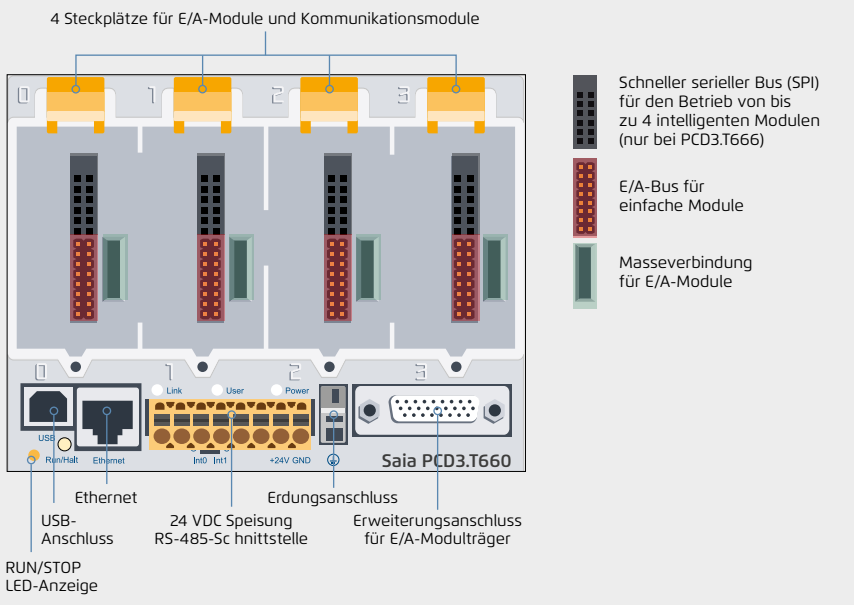 4 Steckplätze für E/A-Module und Kommunikationsmodule
0 1 2 3
Schneller serieller Bus (SPI)
für den Betrieb von bis
zu 4 intelligenten Modulen
(nur bei PCD3.T666)
E/A-Bus für
einfache Module
Masseverbindung
für E/A-Module
0 1 2 3
Link User Power
USB
Run/Halt Ethernet Int0 Int1 +24V GND
Saia PCD3.T660
Ethernet
Erdungsanschluss
USB-
Anschluss
24 VDC Speisung
RS-485-Sc hnittstelle
Erweiterungsanschluss
für E/A-Modulträger
RUN/STOP
LED-Anzeige